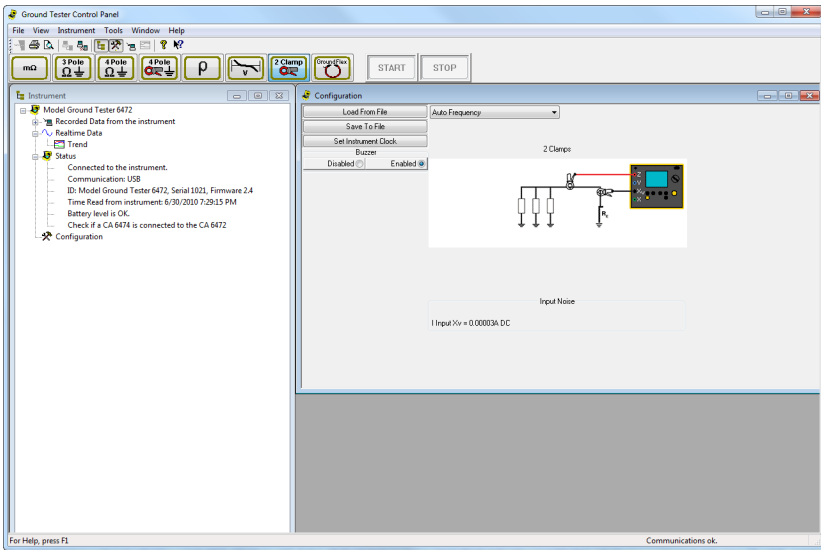 Ground Tester Control Panel
File View Instrument Tools Window Help
mΩ
3 Pole
Ω
4 Pole
Ω
4 Pole
ρ
V
2 Clamp
GroundFlex
START
STOP
Instrument
Model Ground Tester 6472
Recorded Data from the instrument
Realtime Data
Trend
Status
Connected to the instrument.
Communication: USB
ID: Model Ground Tester 6472, Serial 1021, Firmware 2.4
Time Read from instrument: 6/30/2010 7:29:15 PM
Battery level is OK.
Check if a CA 6474 is connected to the CA 6472
Configuration
Configuration
Load From File
Save To File
Set Instrument Clock
Buzzer
Disabled Enabled
Auto Frequency
2 Clamps
Z
V
Xv
X
Input Noise
I Input Xv = 0.00003A DC
For Help, press F1
Communications ok.